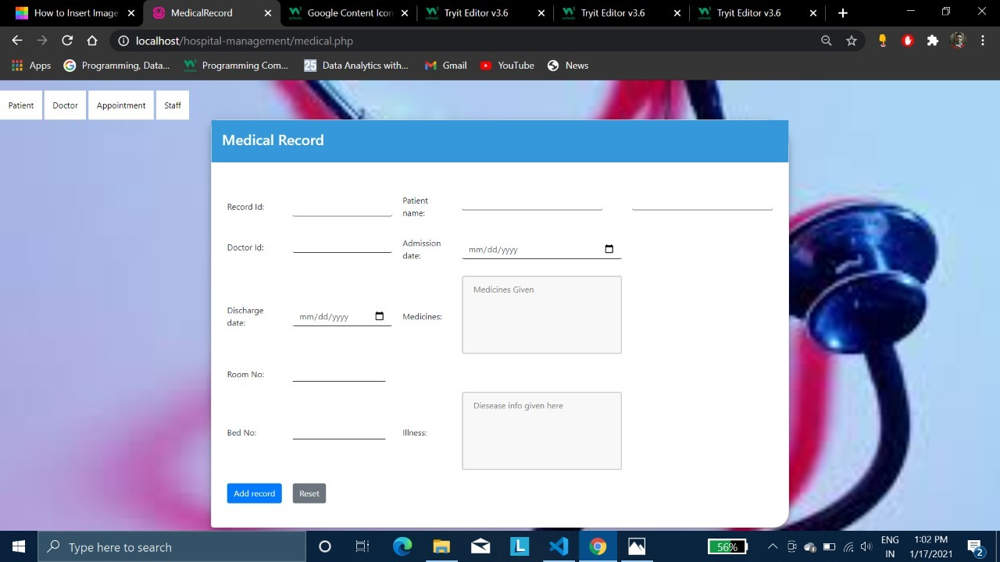 How to Insert Image
MedicalRecord
Google Content Icon
Tryit Editor v3.6
Tryit Editor v3.6
Tryit Editor v3.6
localhost/hospital-management/medical.php
Apps
Programming, Data...
Programming Com...
25
Data Analytics with...
Gmail
YouTube
News
Patient
Doctor
Appointment
Staff
Medical Record
Record Id:
Patient
name:
Doctor Id:
Admission
date:
mm/dd/yyyy
Discharge
date:
mm/dd/yyyy
Medicines:
Medicines Given
Room No:
Bed No:
Illness:
Diesease info given here
Add record
Reset
Type here to search
L
56%
ENG
IN
1:02 PM
1/17/2021
2